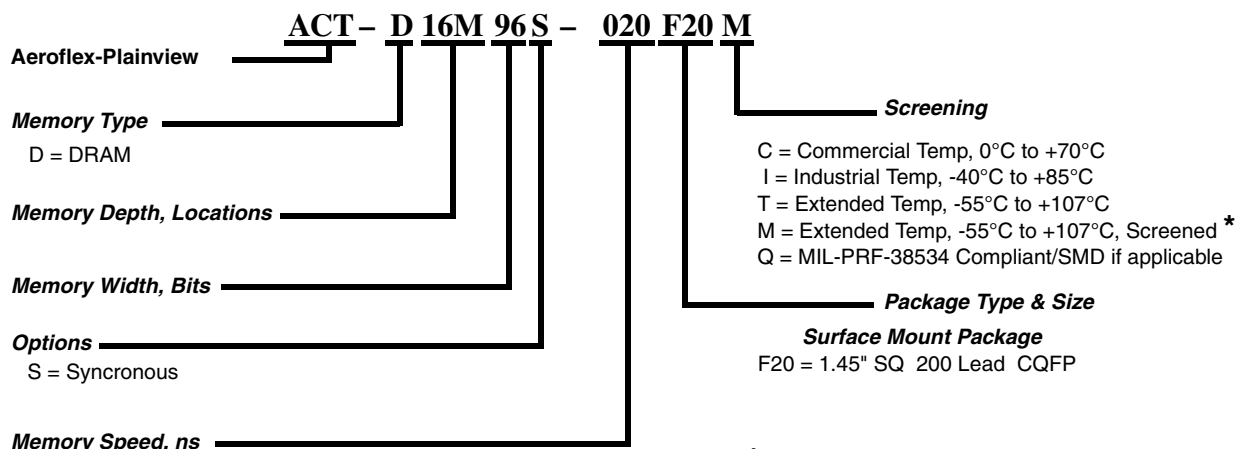 ACT – D 16M 96 S – 020 F20 M
Aeroflex-Plainview
Memory Type
D = DRAM
Memory Depth, Locations
Memory Width, Bits
Options
S = Syncronous
Memory Speed, ns
Screening
C = Commercial Temp, 0°C to +70°C
I = Industrial Temp, -40°C to +85°C
T = Extended Temp, -55°C to +107°C
M = Extended Temp, -55°C to +107°C, Screened *
Q = MIL-PRF-38534 Compliant/SMD if applicable
Package Type & Size
Surface Mount Package
F20 = 1.45" SQ 200 Lead CQFP